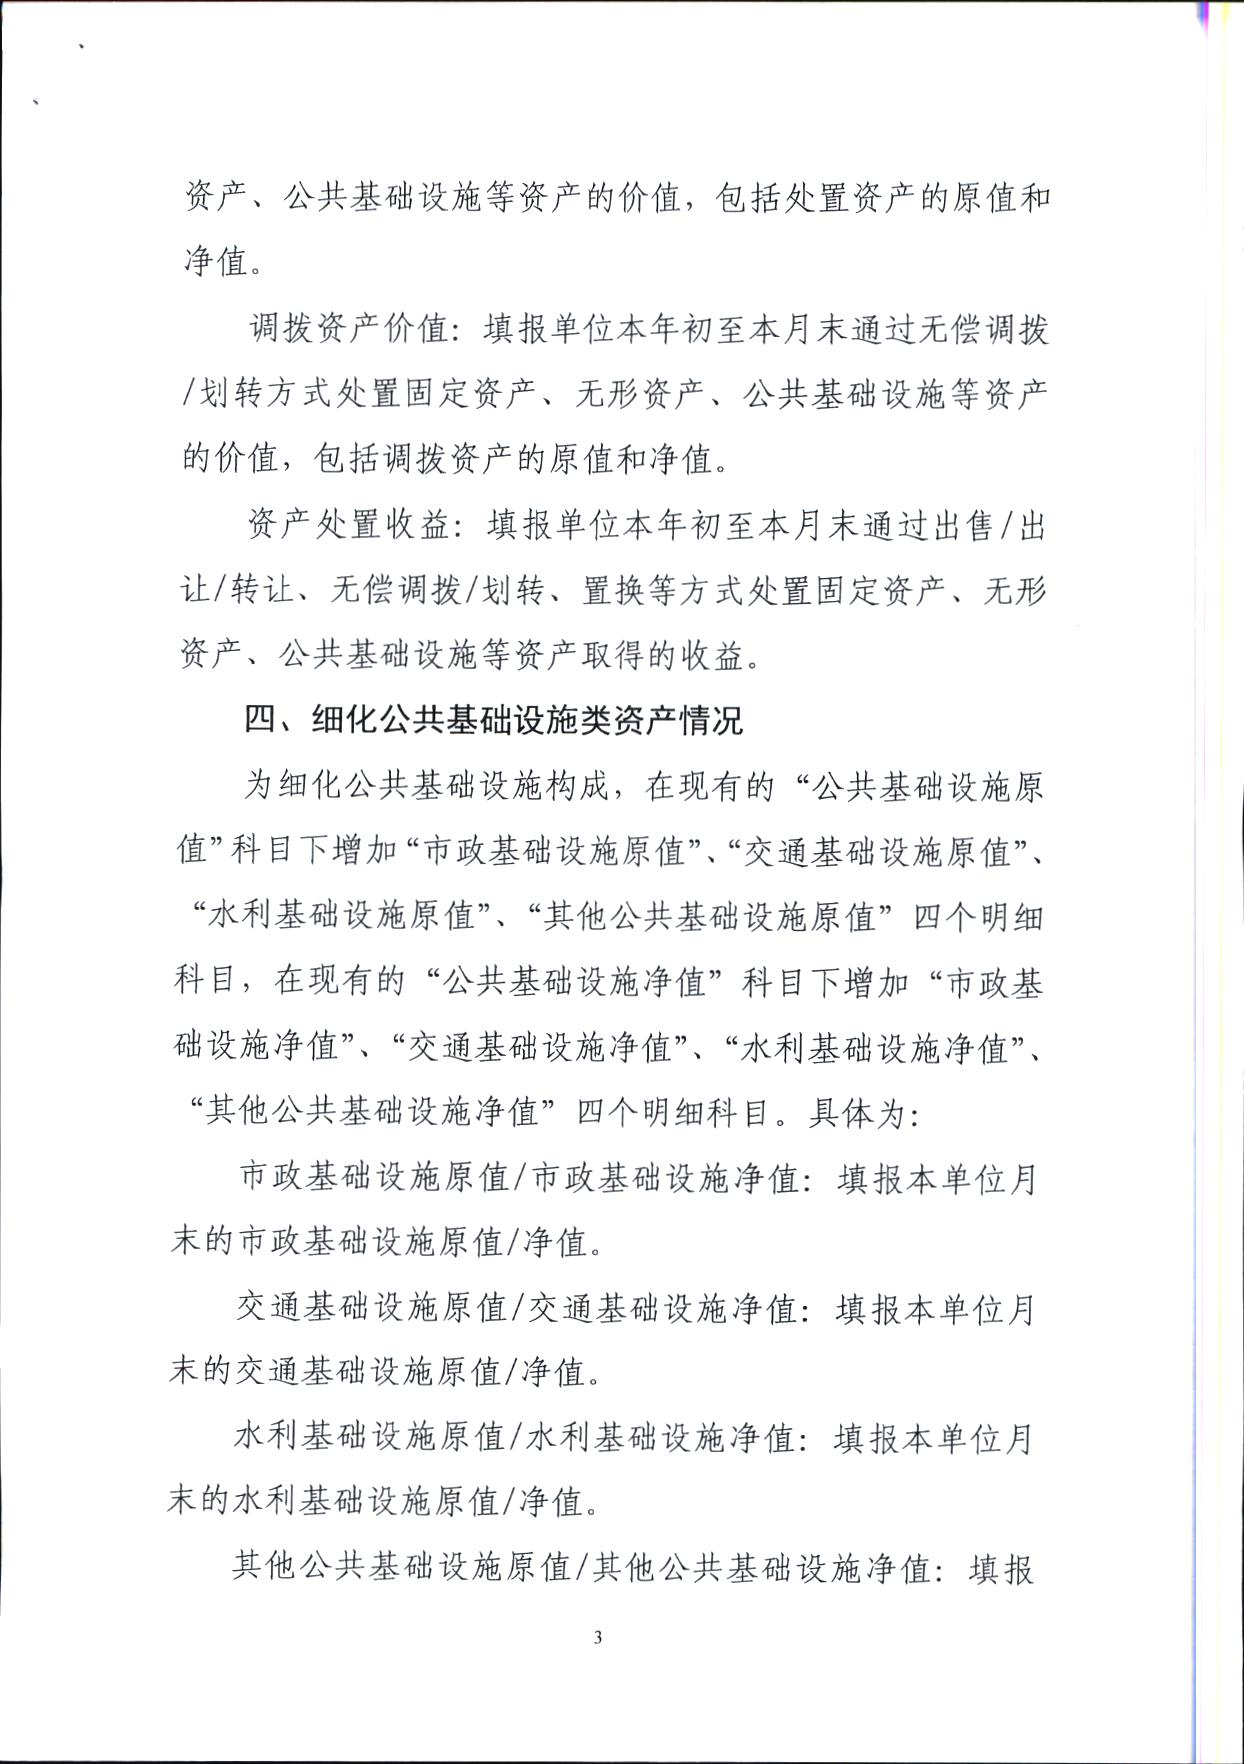 资产、公共基础设施等资产的价值，包括处置资产的原值和
净值。
调拨资产价值：填报单位本年初至本月末通过无偿调拨
/划转方式处置固定资产、无形资产、公共基础设施等资产
的价值，包括调拨资产的原值和净值。
资产处置收益：填报单位本年初至本月末通过出售/出
让/转让、无偿调拨/划转、置换等方式处置固定资产、无形
资产、公共基础设施等资产取得的收益。
四、细化公共基础设施类资产情况
为细化公共基础设施构成，在现有的“公共基础设施原
值”科目下增加“市政基础设施原值”、“交通基础设施原值”、
“水利基础设施原值”、“其他公共基础设施原值”四个明细
科目，在现有的“公共基础设施净值”科目下增加“市政基
础设施净值”、“交通基础设施净值”、“水利基础设施净值”、
“其他公共基础设施净值”四个明细科目。具体为：
市政基础设施原值/市政基础设施净值：填报本单位月
末的市政基础设施原值/净值。
交通基础设施原值/交通基础设施净值：填报本单位月
末的交通基础设施原值/净值。
水利基础设施原值/水利基础设施净值：填报本单位月
末的水利基础设施原值/净值。
其他公共基础设施原值/其他公共基础设施净值：填报
3